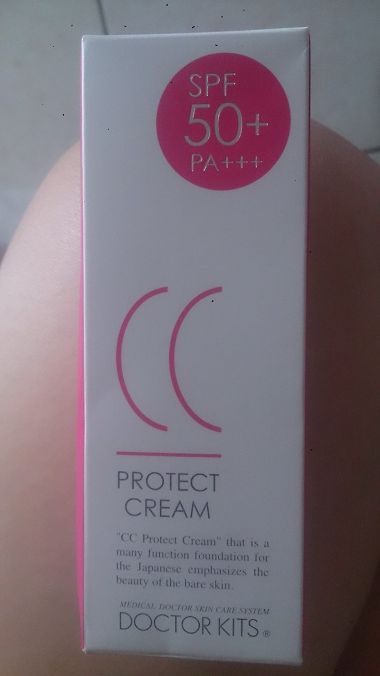 SPF
50+
PA+++
CC
PROTECT
CREAM
"CC Protect Cream" that is a
many function foundation for
the Japanese emphasizes the
beauty of the bare skin.
MEDICAL DOCTOR SKIN CARE SYSTEM
DOCTOR KITS®